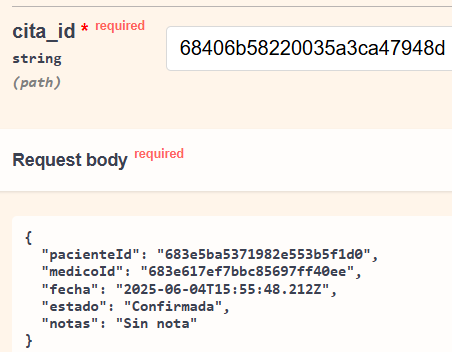 cita_id * required
string
(path)
68406b58220035a3ca47948d
Request body required
{
"pacienteId": "683e5ba5371982e553b5f1d0",
"medicoId": "683e617ef7bbc85697ff40ee",
"fecha": "2025-06-04T15:55:48.212Z",
"estado": "Confirmada",
"notas": "Sin nota"
}